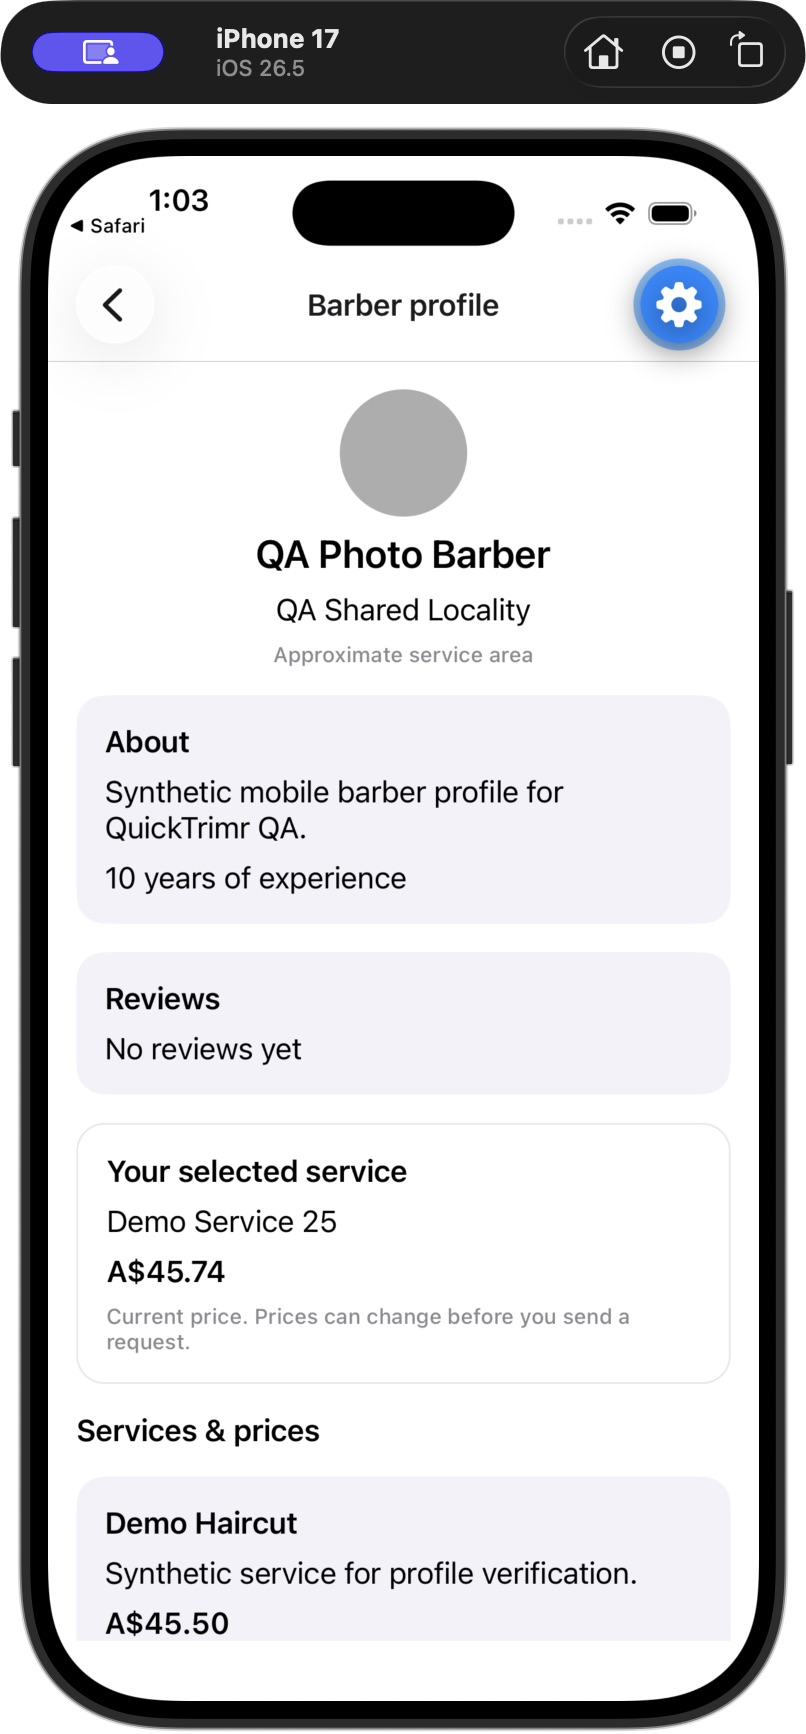 iPhone 17
iOS 26.5
1:03
◀ Safari
Barber profile
QA Photo Barber
QA Shared Locality
Approximate service area
About
Synthetic mobile barber profile for
QuickTrimr QA.
10 years of experience
Reviews
No reviews yet
Your selected service
Demo Service 25
A$45.74
Current price. Prices can change before you send a
request.
Services & prices
Demo Haircut
Synthetic service for profile verification.
A$45.50